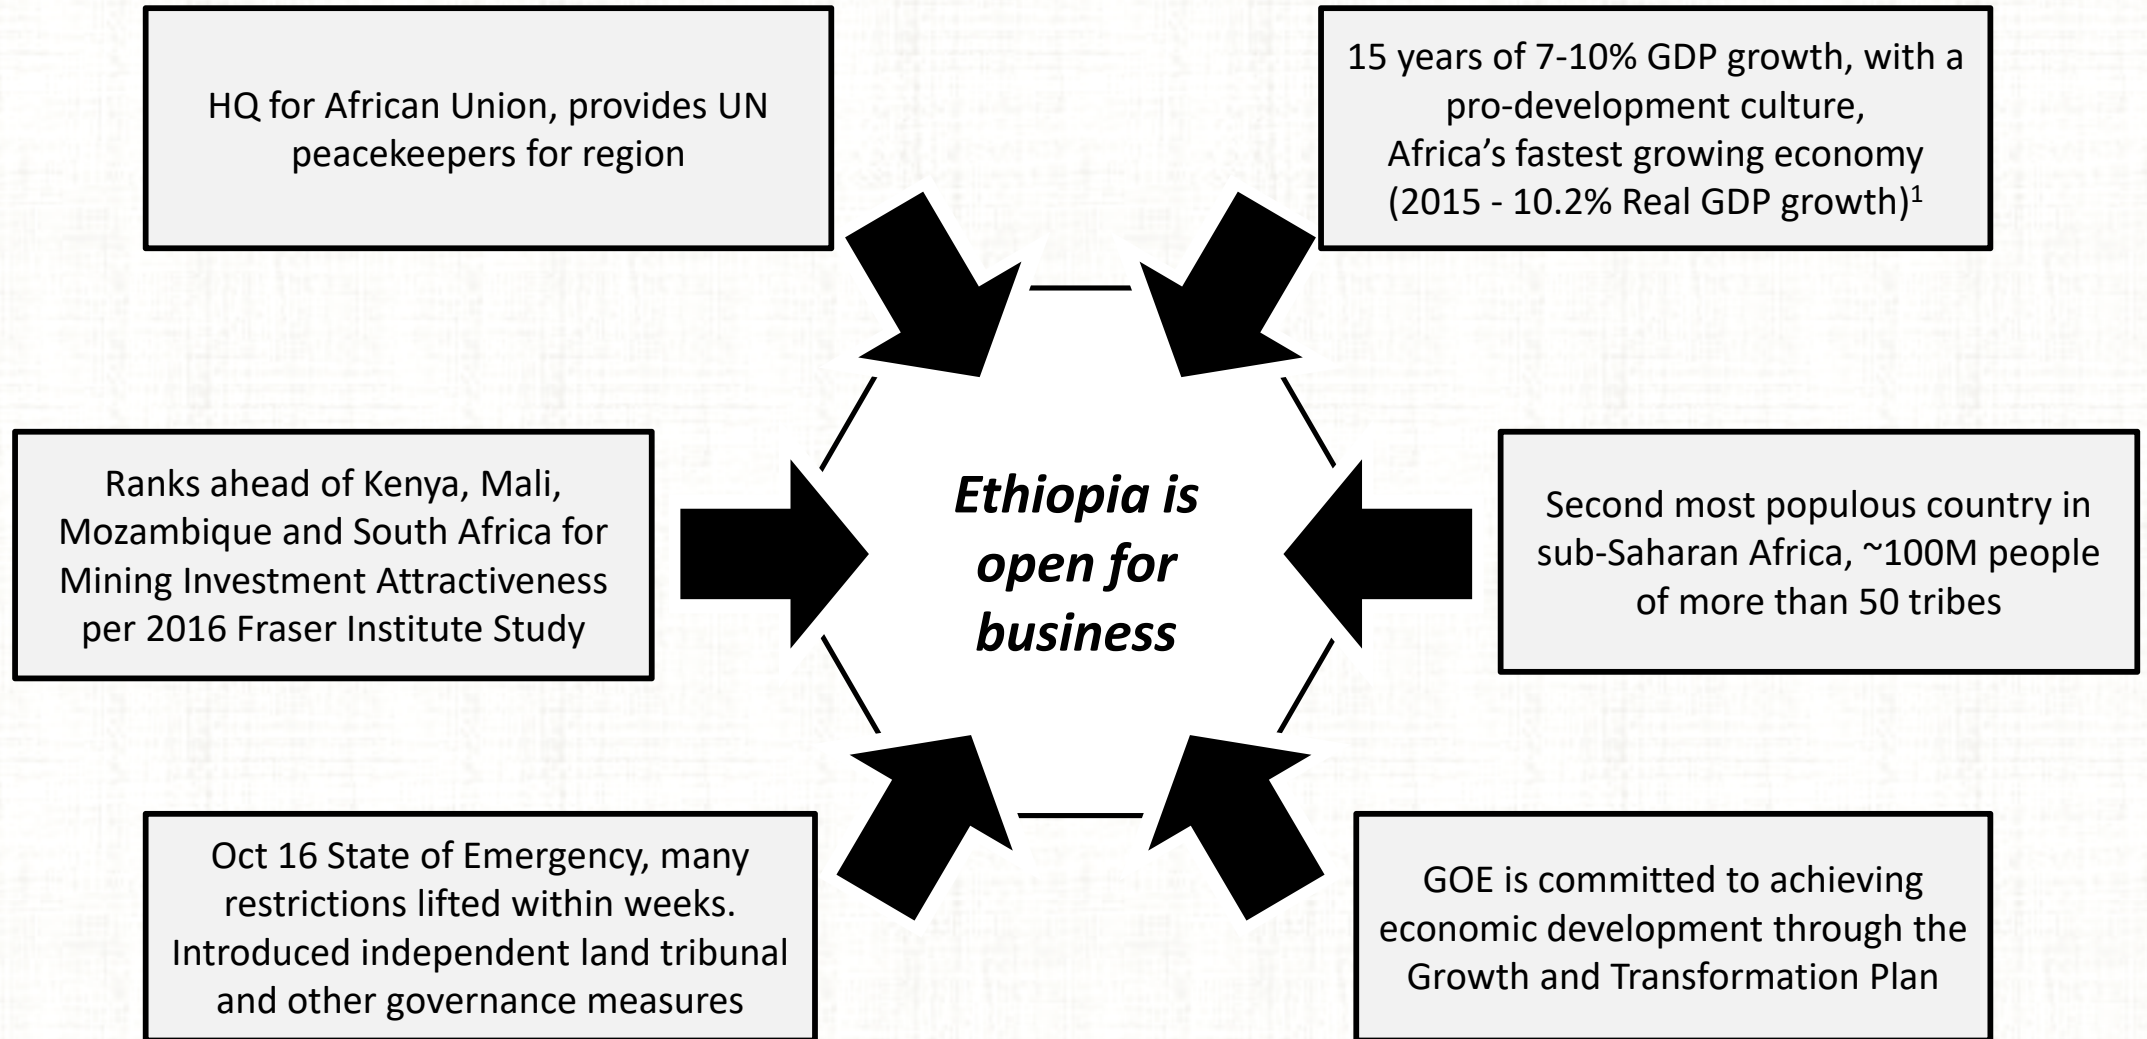 HQ for African Union, provides UN
peacekeepers for region
15 years of 7-10% GDP growth, with a
pro-development culture,
Africa’s fastest growing economy
(2015 - 10.2% Real GDP growth)¹
Ranks ahead of Kenya, Mali,
Mozambique and South Africa for
Mining Investment Attractiveness
per 2016 Fraser Institute Study
Ethiopia is
open for
business
Second most populous country in
sub-Saharan Africa, ~100M people
of more than 50 tribes
Oct 16 State of Emergency, many
restrictions lifted within weeks.
Introduced independent land tribunal
and other governance measures
GOE is committed to achieving
economic development through the
Growth and Transformation Plan